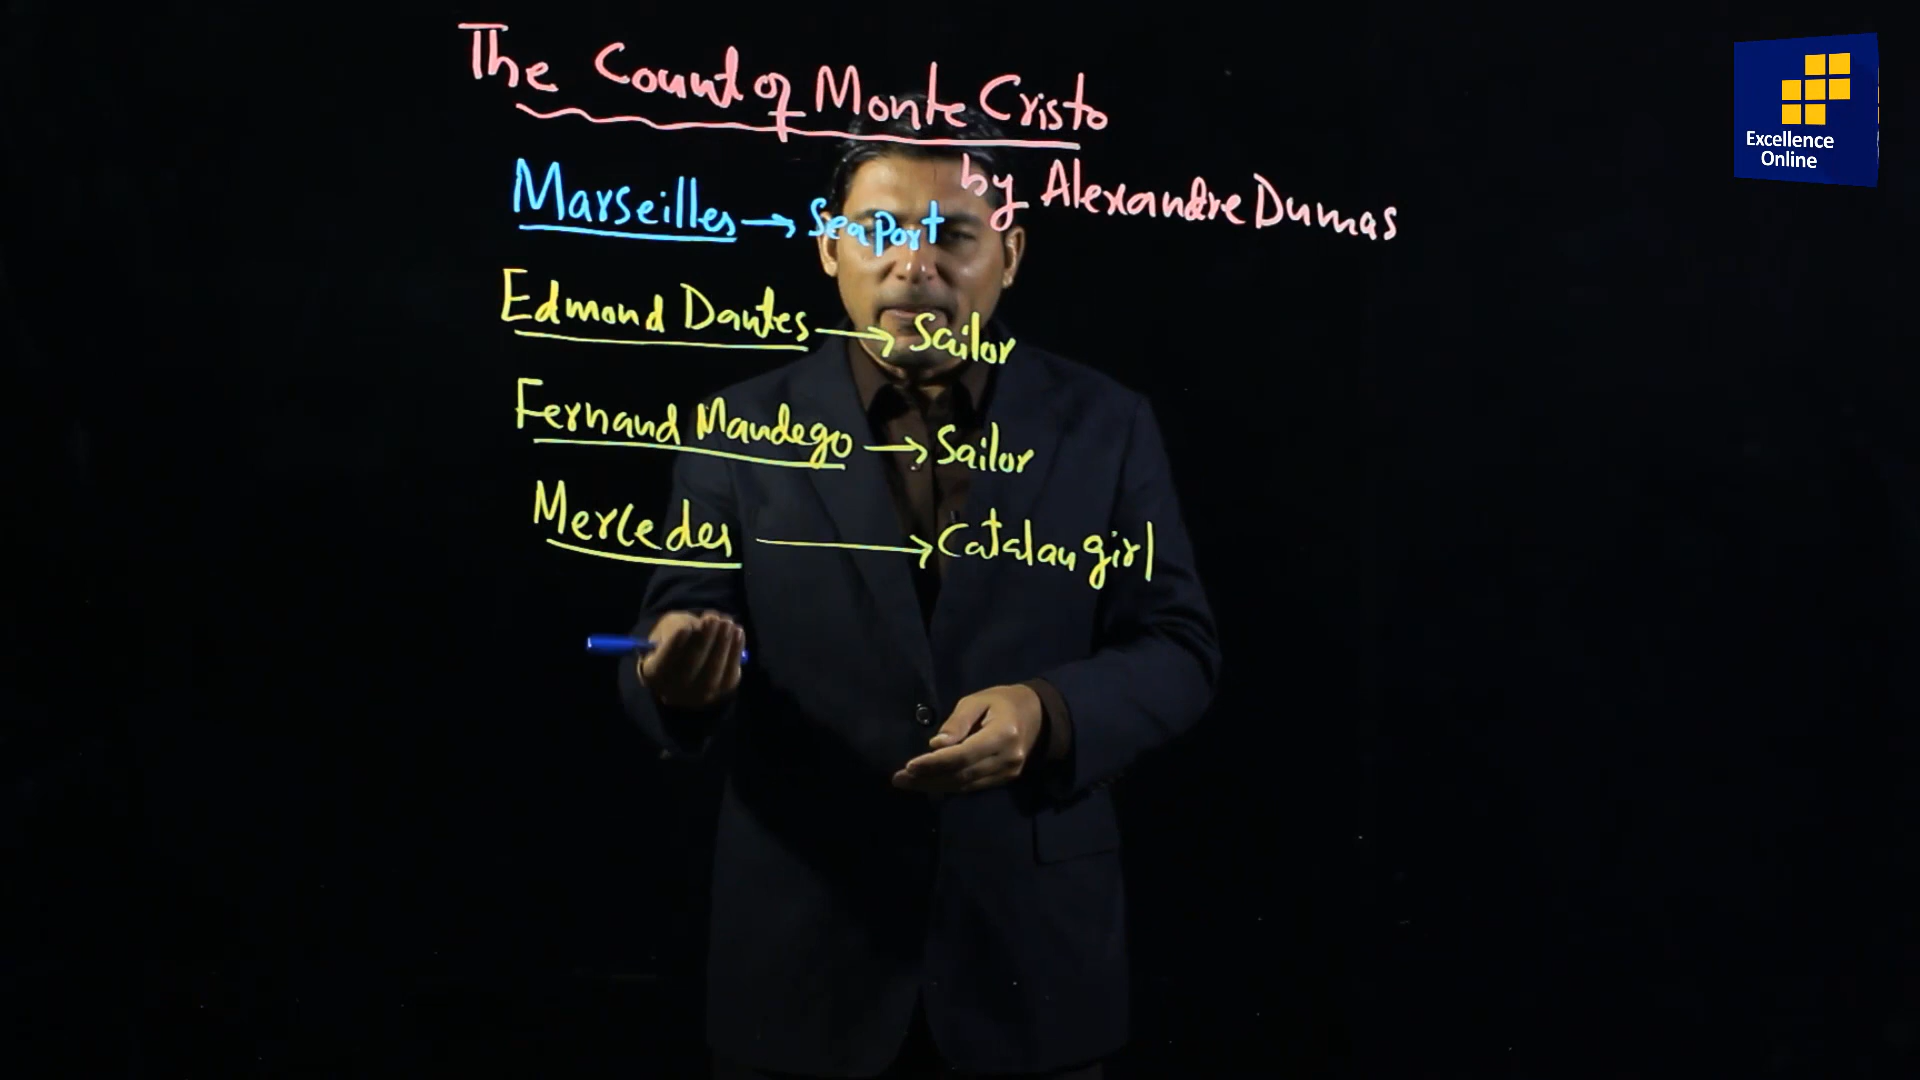 The Count of Monte Cristo
by Alexandre Dumas
Marseilles → Seaport
Edmond Dantes → Sailor
Fernand Mandego → Sailor
Mercedes → Catalan girl
Excellence
Online